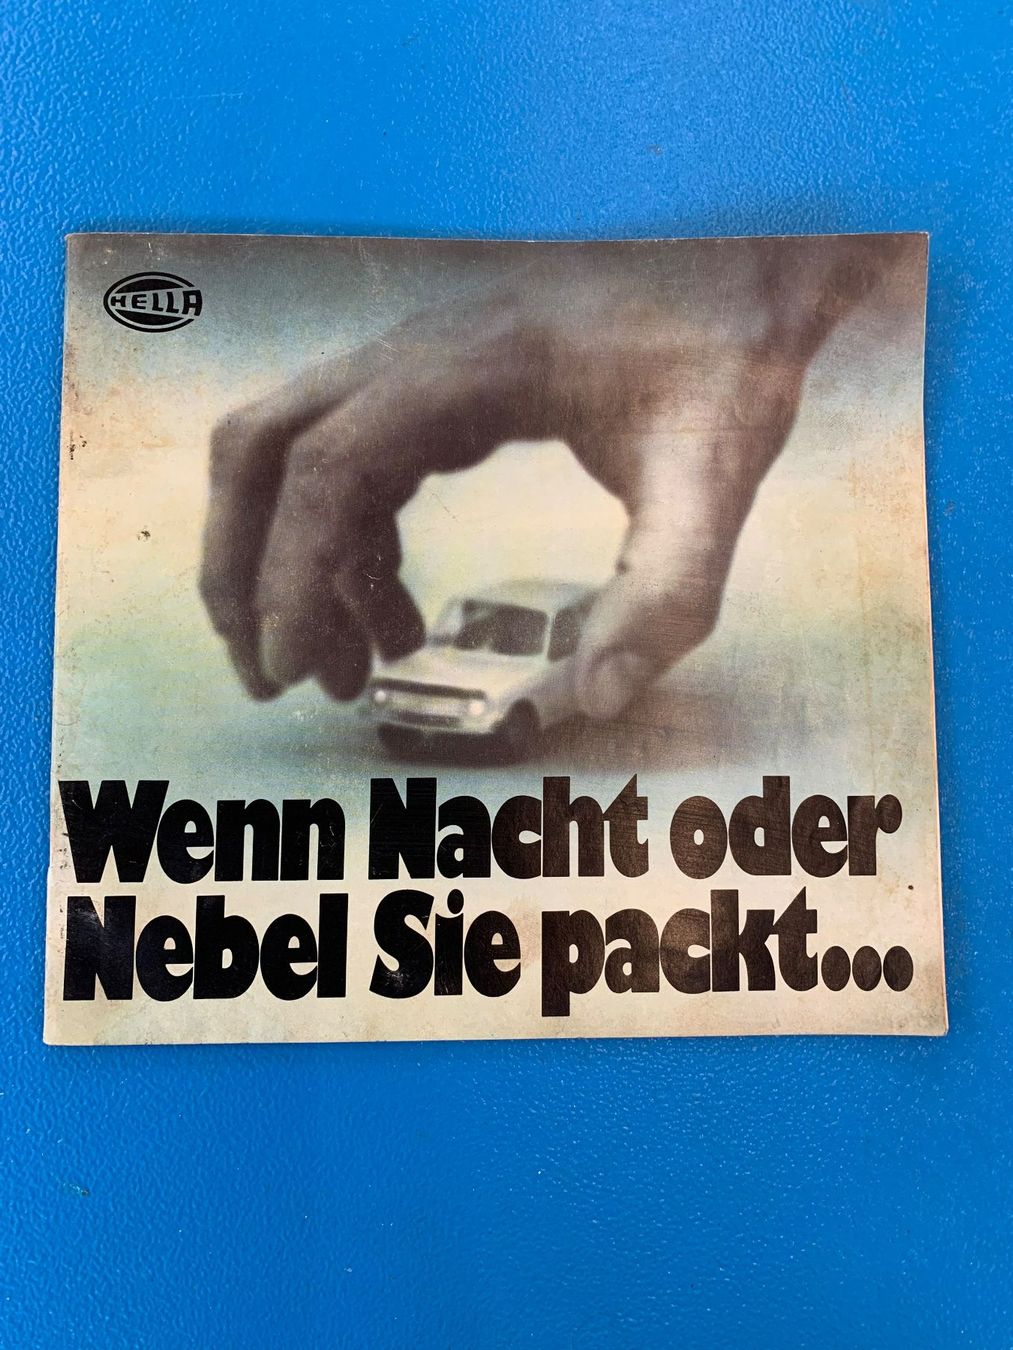 HELLA
Wenn Nacht oder
Nebel Sie packt...